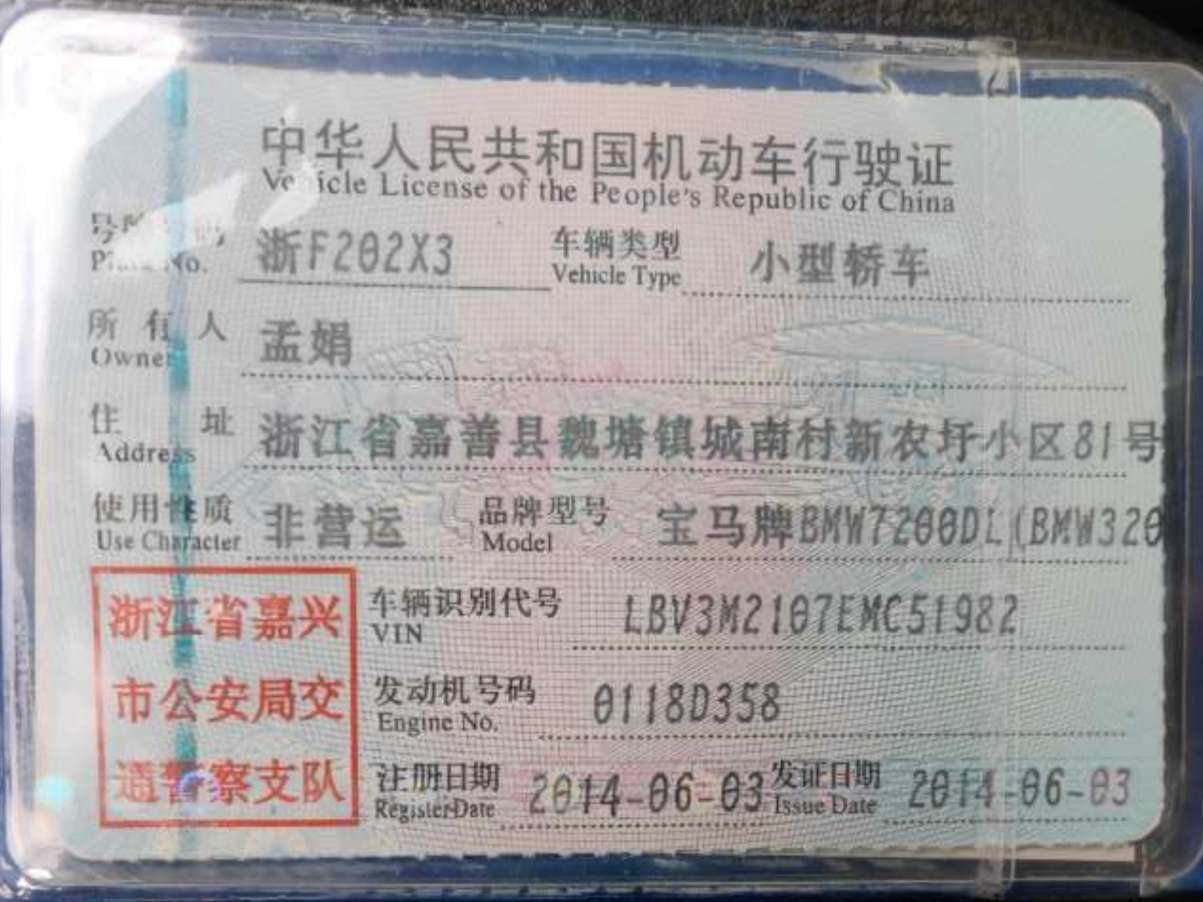 中华人民共和国机动车行驶证
Vehicle License of the People's Republic of China
号牌号码 浙F202X3 车辆类型 小型轿车
Plate No. Vehicle Type
所有人 孟娟
Owner
住址 浙江省嘉善县魏塘镇城南村新农圩小区81号
Address
使用性质 非营运 品牌型号 宝马牌BMW7200DL(BMW320
Use Character Model
浙江省嘉兴
市公安局交
通警察支队
车辆识别代号 LBV3M2107EMC51982
VIN
发动机号码 0118D358
Engine No.
注册日期 2014-06-03 发证日期 2014-06-03
Register Date Issue Date